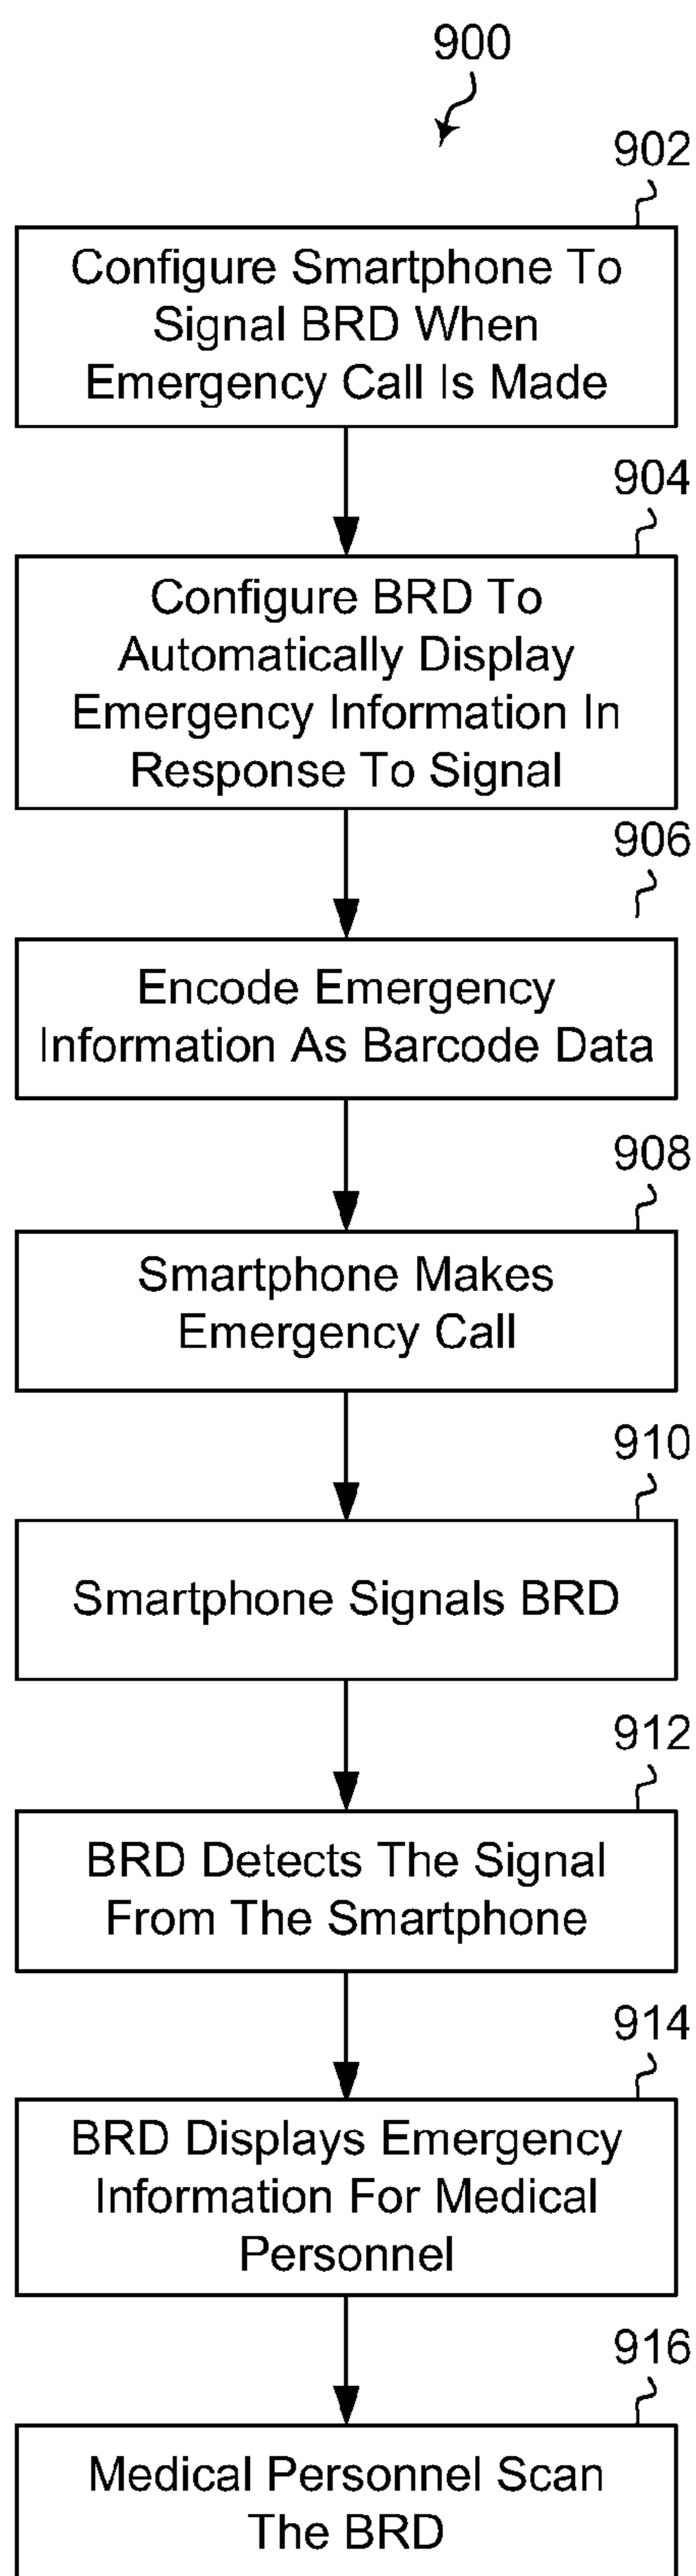 900
902
Configure Smartphone To
Signal BRD When
Emergency Call Is Made
904
Configure BRD To
Automatically Display
Emergency Information In
Response To Signal
906
Encode Emergency
Information As Barcode Data
908
Smartphone Makes
Emergency Call
910
Smartphone Signals BRD
912
BRD Detects The Signal
From The Smartphone
914
BRD Displays Emergency
Information For Medical
Personnel
916
Medical Personnel Scan
The BRD